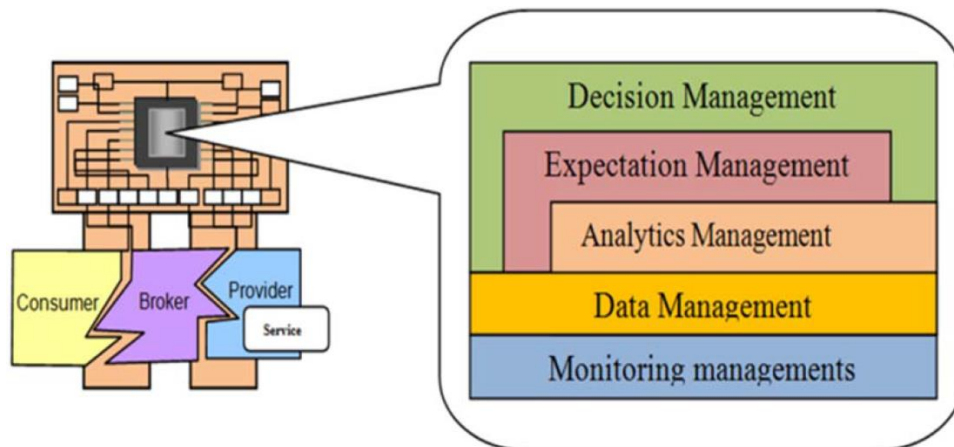 Consumer
Broker
Provider
Service
Decision Management
Expectation Management
Analytics Management
Data Management
Monitoring managements